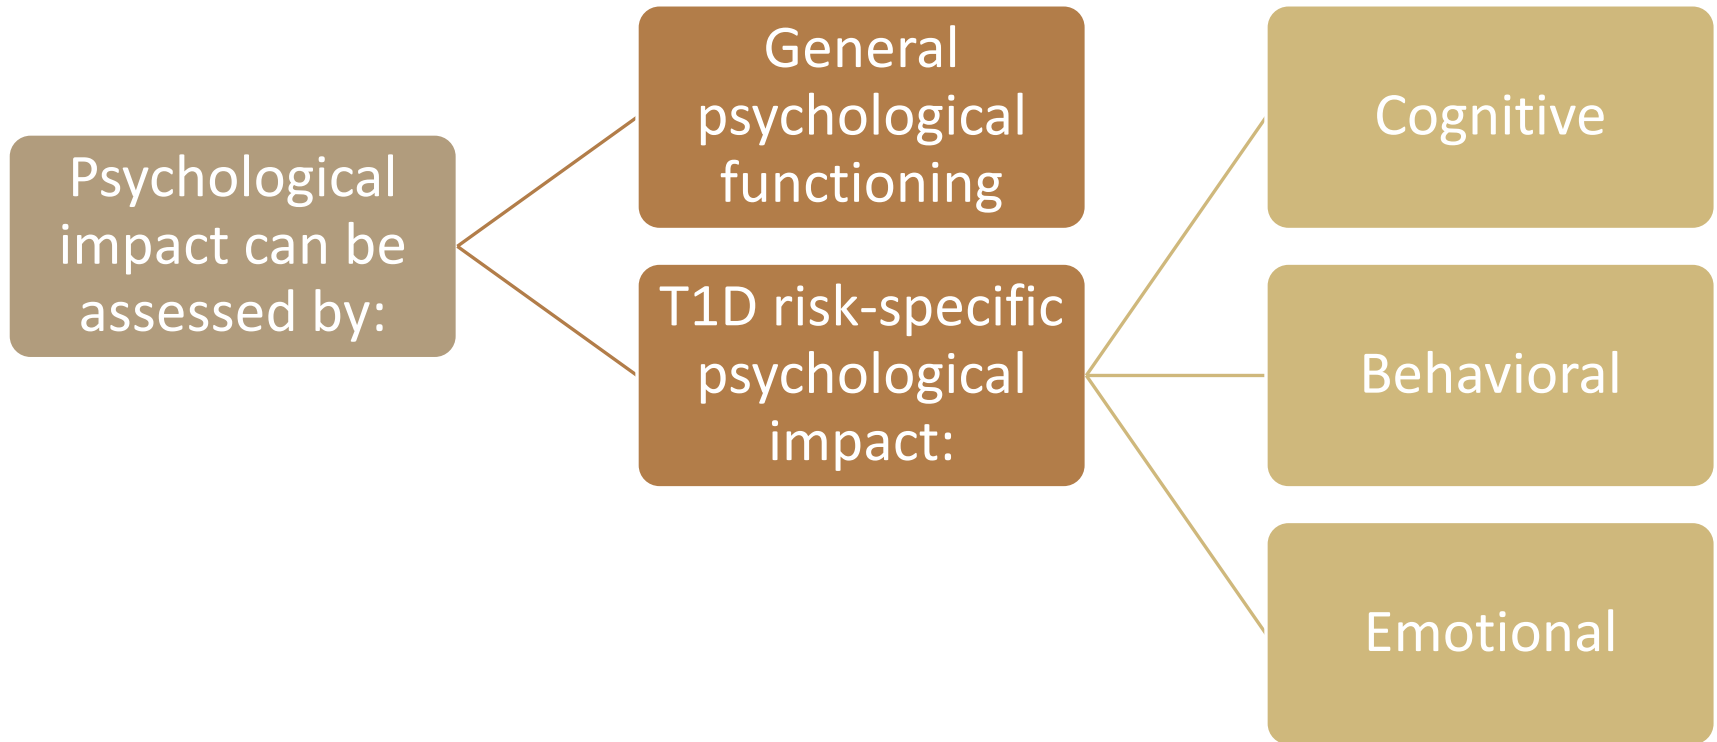 Psychological
impact can be
assessed by:
General
psychological
functioning
T1D risk-specific
psychological
impact:
Cognitive
Behavioral
Emotional